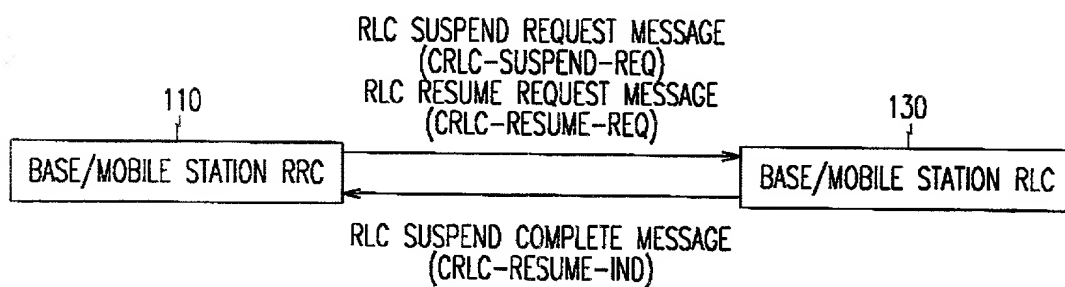 RLC SUSPEND REQUEST MESSAGE
(CRLC-SUSPEND-REQ)
RLC RESUME REQUEST MESSAGE
(CRLC-RESUME-REQ)
110
130
BASE/MOBILE STATION RRC
BASE/MOBILE STATION RLC
RLC SUSPEND COMPLETE MESSAGE
(CRLC-RESUME-IND)